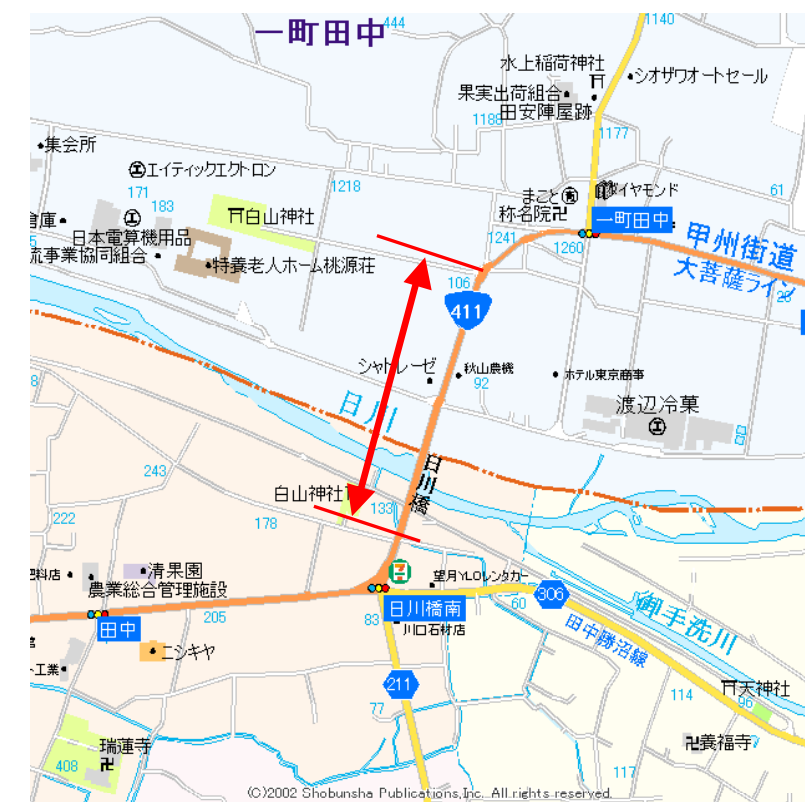 一町田中
444
1140
水上稲荷神社
シオザワオートセール
果実出荷組合
田安陣屋跡
1188
1177
集会所
エイティックエクトロン
171
183
1218
まこと
ダイヤモンド
61
倉庫
白山神社
称名院
一町田中
日本電算機用品
1241
1260
甲州街道
流事業協同組合
特養老人ホーム桃源荘
大菩薩ライン
106
411
シャトレーゼ
秋山農機
92
ホテル東京商事
日川
渡辺冷菓
日川橋
243
白山神社
133
222
178
清果園
農業総合管理施設
望月YLOレンタカー
306
田中
205
日川橋南
83
川口石材店
60
御手洗川
田中勝沼線
ニシキヤ
ト工業
211
77
114
天神社
96
瑞蓮寺
408
養福寺
117
(C)2002 Shobunsha Publications,Inc. All rights reserved.